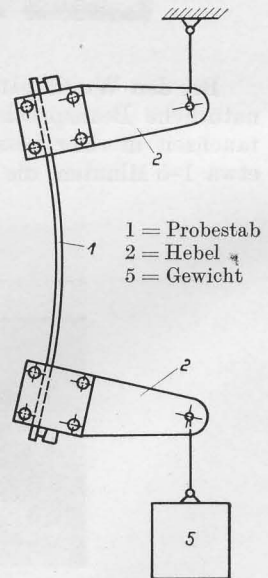 2
1 = Probestab
2 = Hebel
5 = Gewicht
1
2
5